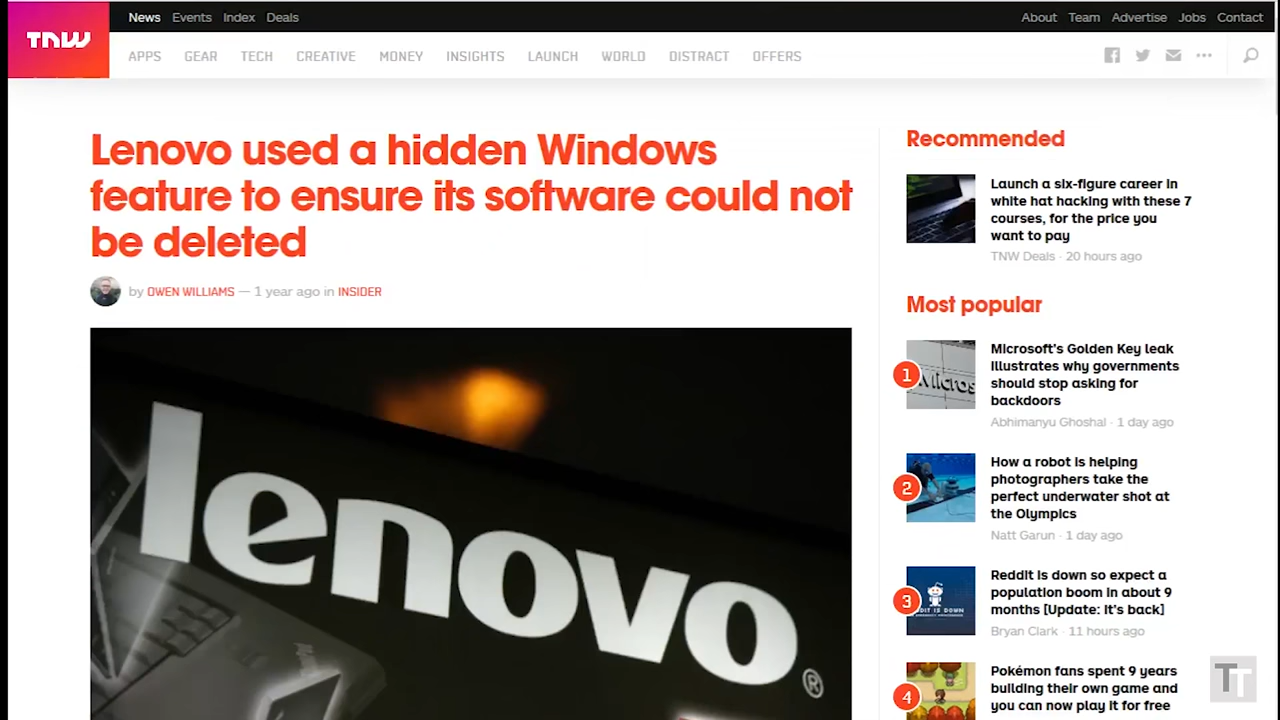 TNW
News Events Index Deals
About Team Advertise Jobs Contact
APPS GEAR TECH CREATIVE MONEY INSIGHTS LAUNCH WORLD DISTRACT OFFERS
Lenovo used a hidden Windows
feature to ensure its software could not
be deleted
by OWEN WILLIAMS — 1 year ago in INSIDER
lenovo®
Recommended
Launch a six-figure career in
white hat hacking with these 7
courses, for the price you
want to pay
TNW Deals · 20 hours ago
Most popular
1
Micros
Microsoft's Golden Key leak
illustrates why governments
should stop asking for
backdoors
Abhimanyu Ghoshal · 1 day ago
2
How a robot is helping
photographers take the
perfect underwater shot at
the Olympics
Natt Garun · 1 day ago
3
DIT IS DOWN
Reddit is down so expect a
population boom in about 9
months [Update: It's back]
Bryan Clark · 11 hours ago
4
Pokémon fans spent 9 years
building their own game and
you can now play it for free
TT